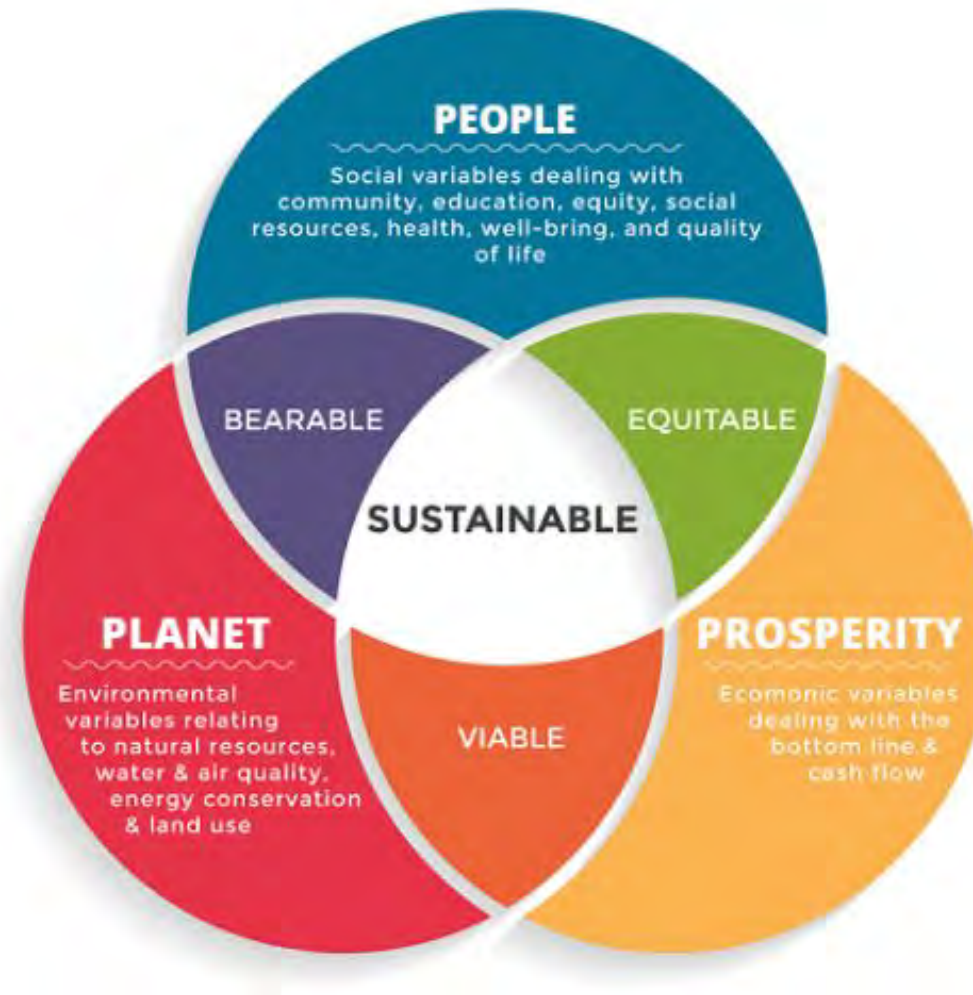 PEOPLE
Social variables dealing with
community, education, equity, social
resources, health, well-bring, and quality
of life
BEARABLE
EQUITABLE
SUSTAINABLE
PLANET
Environmental
variables relating
to natural resources,
water & air quality,
energy conservation
& land use
VIABLE
PROSPERITY
Ecomonic variables
dealing with the
bottom line &
cash flow